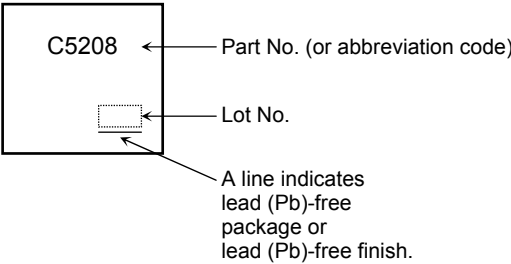 C5208
Part No. (or abbreviation code)
Lot No.
A line indicates
lead (Pb)-free
package or
lead (Pb)-free finish.